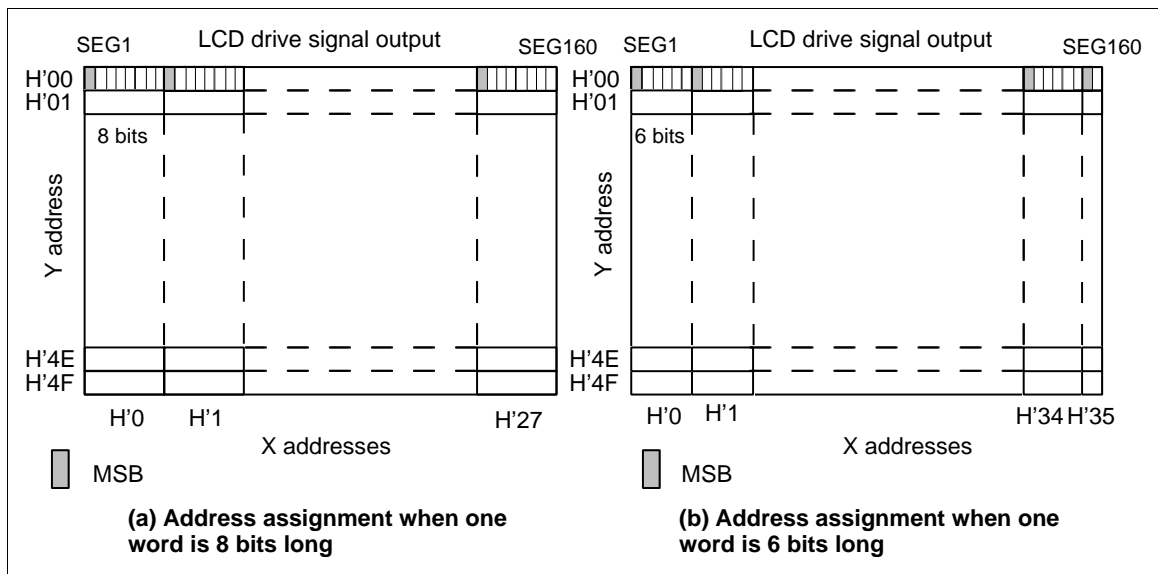 LCD drive signal output
SEG1
SEG160
H’00
H’01
8 bits
Y address
H’4E
H’4F
H’0
H’1
H’27
X addresses
MSB
(a) Address assignment when one
word is 8 bits long
LCD drive signal output
SEG1
SEG160
H’00
H’01
6 bits
Y address
H’4E
H’4F
H’0
H’1
H’34
H’35
X addresses
MSB
(b) Address assignment when one
word is 6 bits long